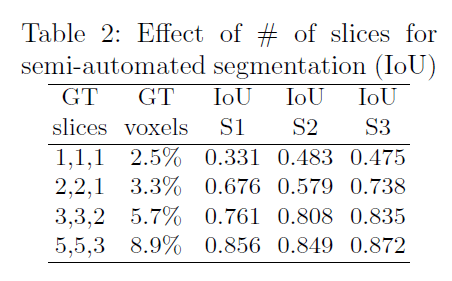 Table 2: Effect of # of slices for
semi-automated segmentation (IoU)
GT GT IoU IoU IoU
slices voxels S1 S2 S3
1,1,1 2.5% 0.331 0.483 0.475
2,2,1 3.3% 0.676 0.579 0.738
3,3,2 5.7% 0.761 0.808 0.835
5,5,3 8.9% 0.856 0.849 0.872